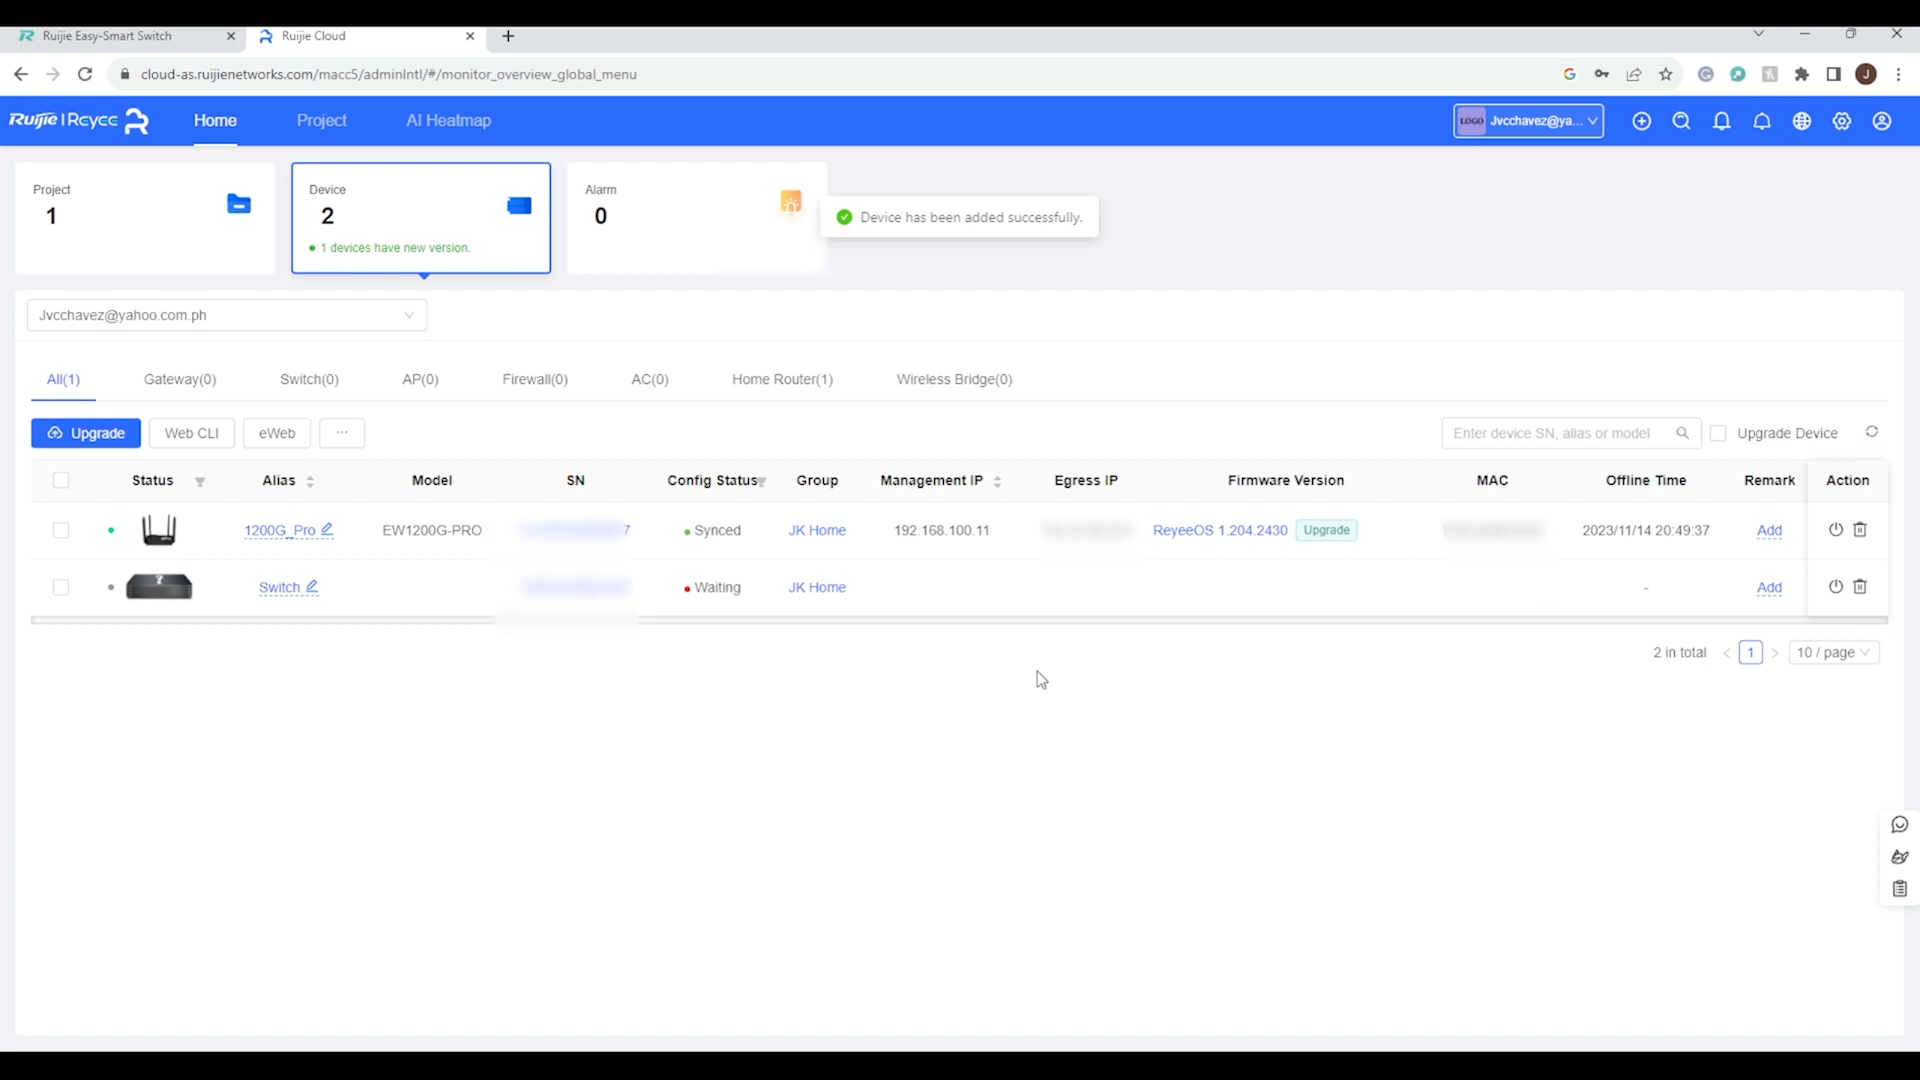 Ruijie Easy-Smart Switch
Ruijie Cloud
cloud-as.ruijienetworks.com/macc5/adminIntl/#/monitor_overview_global_menu
J
Ruijie | Reyee
Home
Project
AI Heatmap
LOGO
Jvcchavez@ya...
Project
1
Device
2
1 devices have new version.
Alarm
0
Device has been added successfully.
Jvcchavez@yahoo.com.ph
All(1)
Gateway(0)
Switch(0)
AP(0)
Firewall(0)
AC(0)
Home Router(1)
Wireless Bridge(0)
Upgrade
Web CLI
eWeb
...
Enter device SN, alias or model
Upgrade Device
Status
Alias
Model
SN
Config Status
Group
Management IP
Egress IP
Firmware Version
MAC
Offline Time
Remark
Action
1200G_Pro
EW1200G-PRO
7
Synced
JK Home
192.168.100.11
ReyeeOS 1.204.2430
Upgrade
2023/11/14 20:49:37
Add
?
Switch
Waiting
JK Home
-
Add
2 in total
< 1 >
10 / page